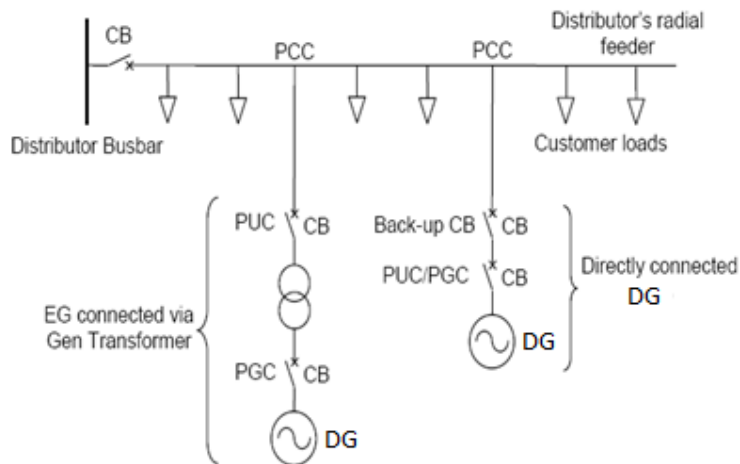 CB
PCC
PCC
Distributor's radial
feeder
Distributor Busbar
Customer loads
PUC
CB
Back-up CB
CB
PUC/PGC
CB
Directly connected
DG
EG connected via
Gen Transformer
DG
PGC
CB
DG